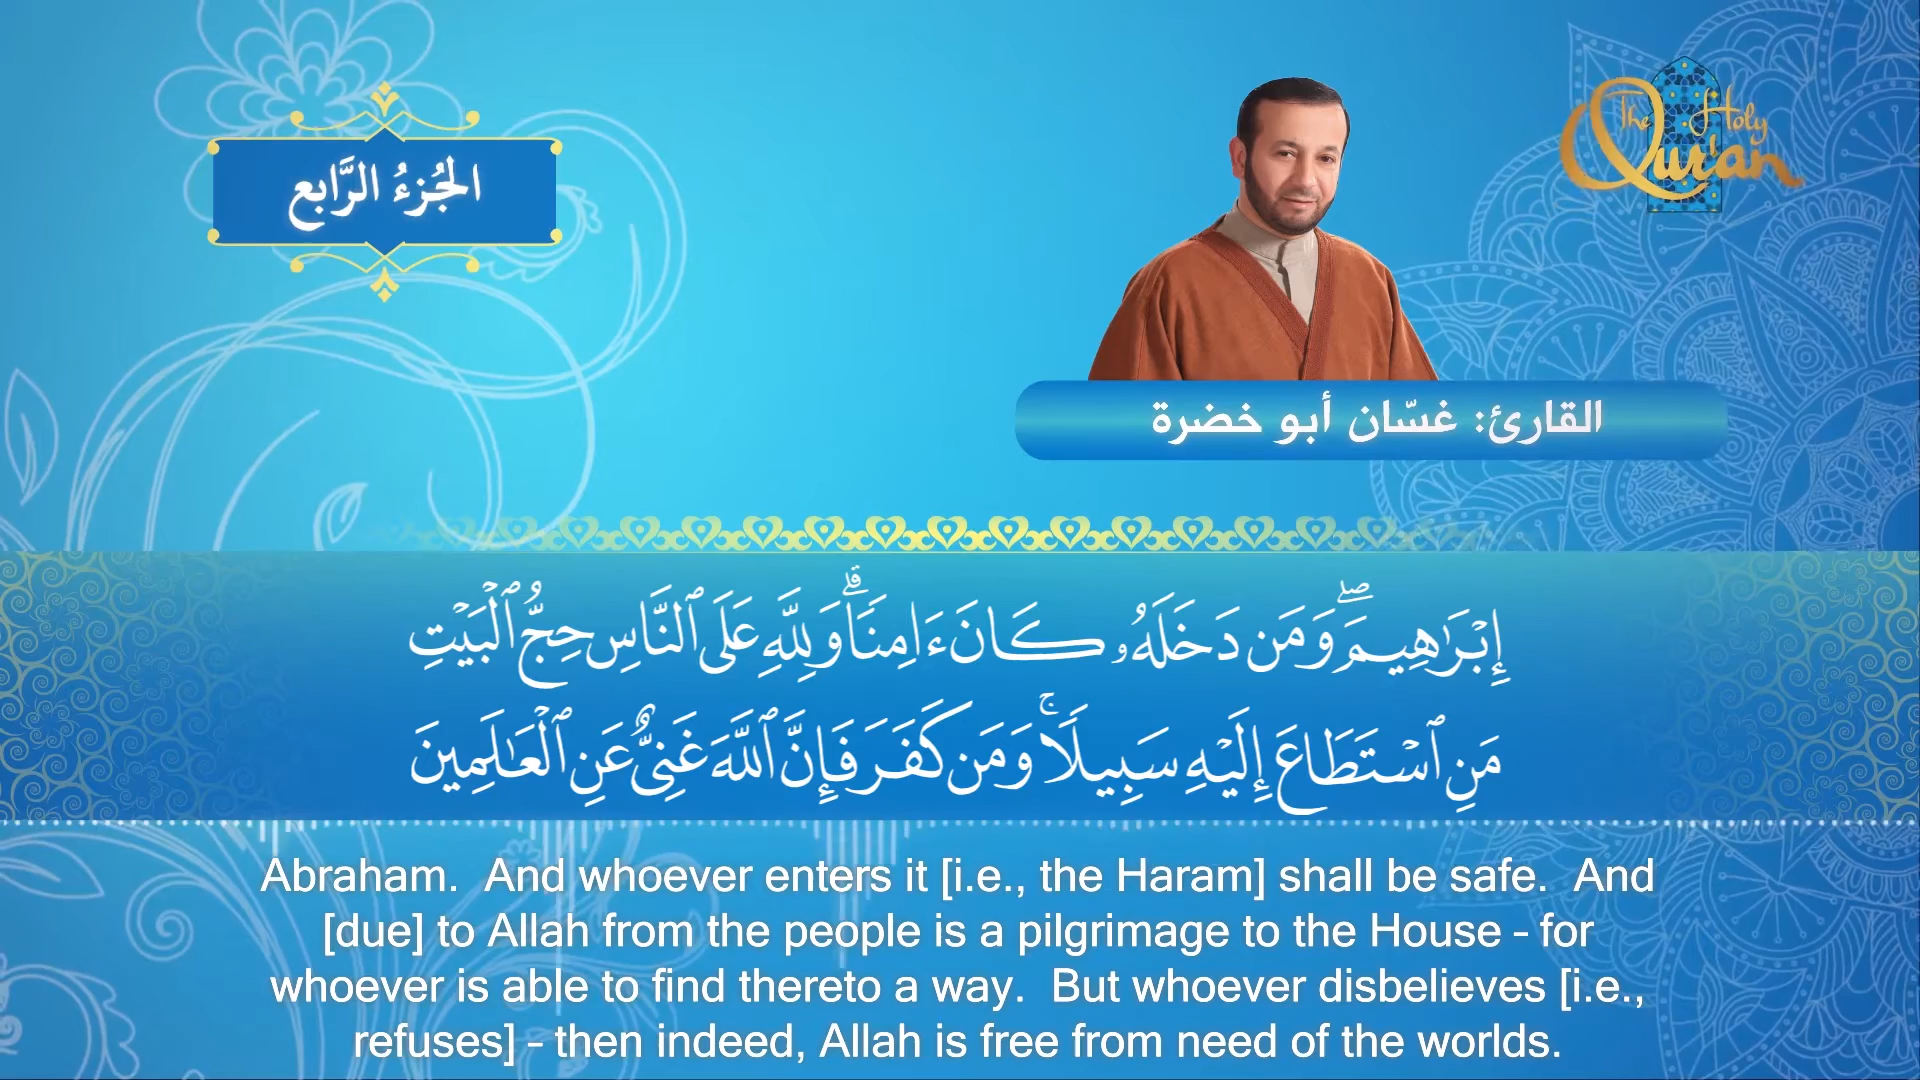 الجُزءُ الرَّابع
The Holy
Qur'an
القارئ: غسّان أبو خضرة
إِبْرَٰهِيمَۖ وَمَن دَخَلَهُۥ كَانَ ءَامِنٗاۗ وَلِلَّهِ عَلَى ٱلنَّاسِ حِجُّ ٱلۡبَيۡتِ
مَنِ ٱسۡتَطَاعَ إِلَيۡهِ سَبِيلٗاۚ وَمَن كَفَرَ فَإِنَّ ٱللَّهَ غَنِيٌّ عَنِ ٱلۡعَٰلَمِينَ
Abraham. And whoever enters it [i.e., the Haram] shall be safe. And
[due] to Allah from the people is a pilgrimage to the House – for
whoever is able to find thereto a way. But whoever disbelieves [i.e.,
refuses] – then indeed, Allah is free from need of the worlds.